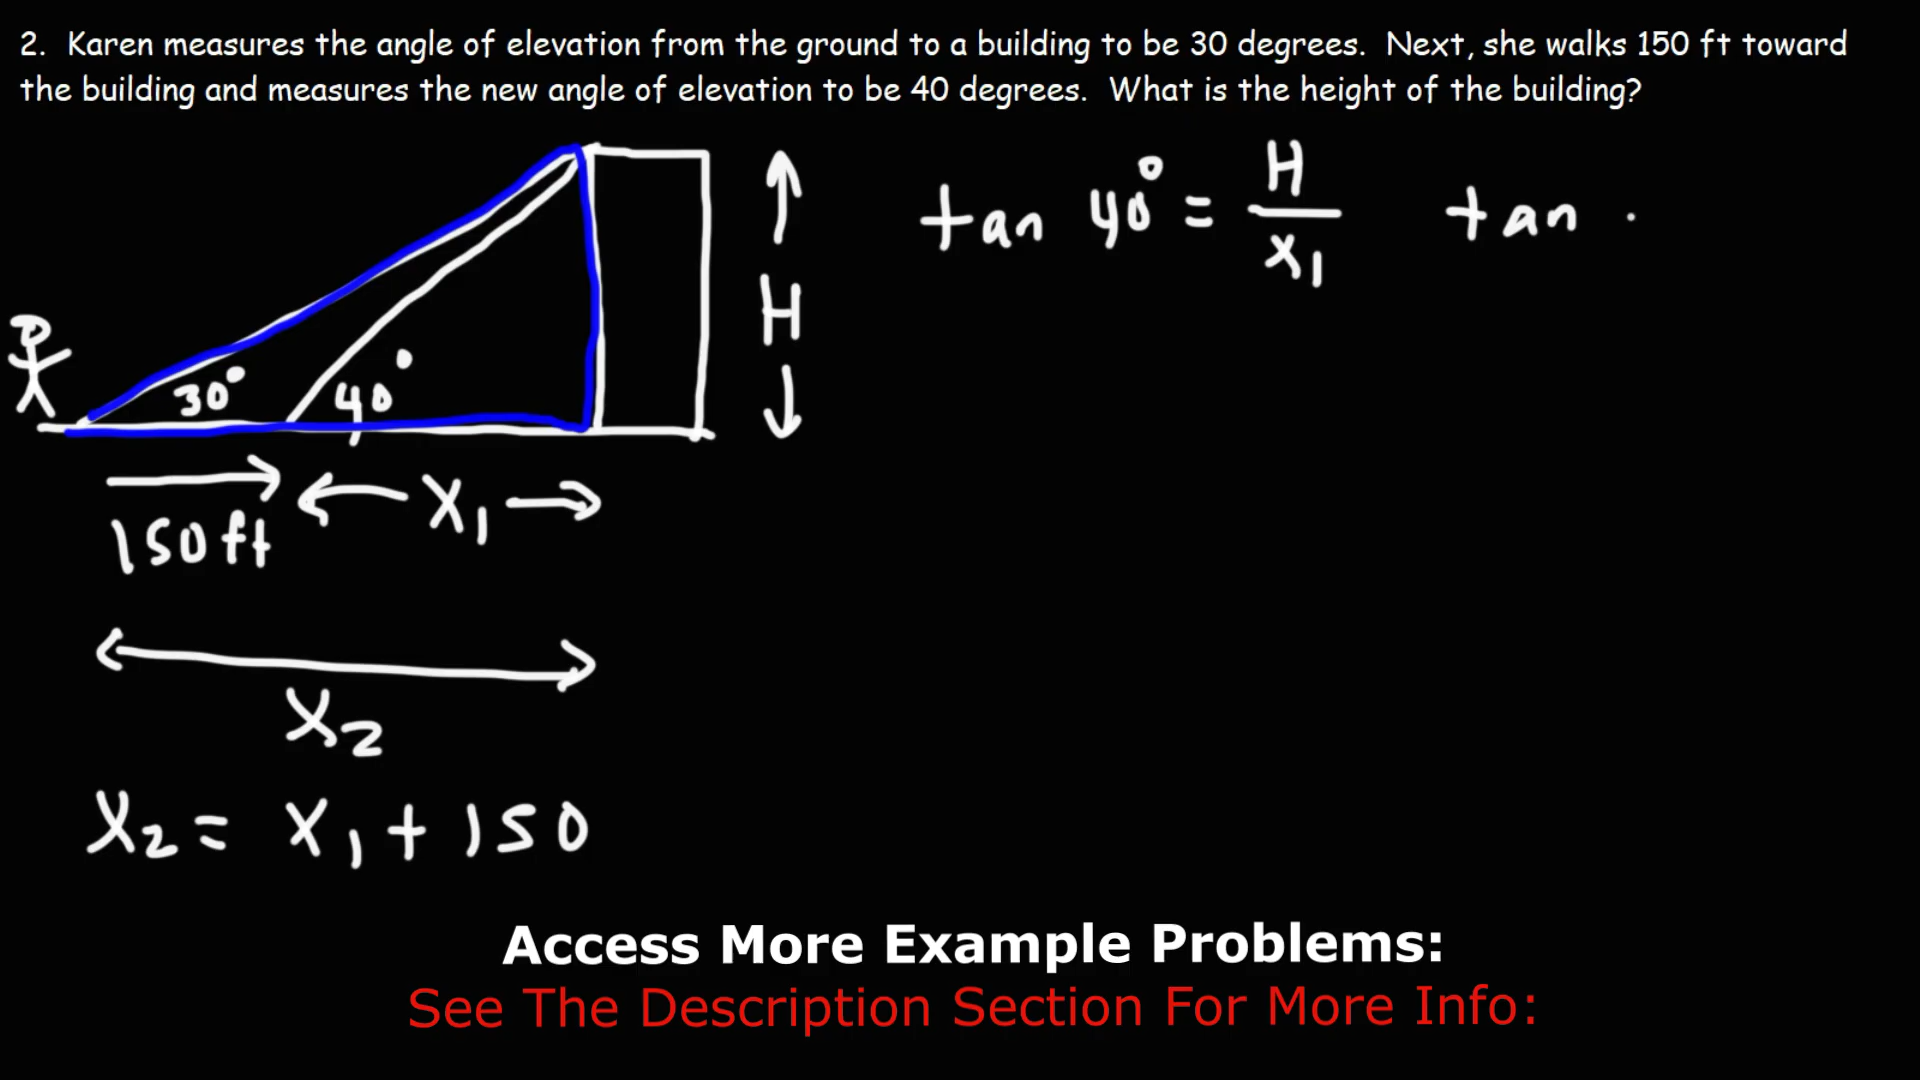 2. Karen measures the angle of elevation from the ground to a building to be 30 degrees. Next, she walks 150 ft toward
the building and measures the new angle of elevation to be 40 degrees. What is the height of the building?
tan 40° = H/x₁ tan
H
30° 40°
150ft
x₁
x₂
x₂ = x₁ + 150
Access More Example Problems:
See The Description Section For More Info: